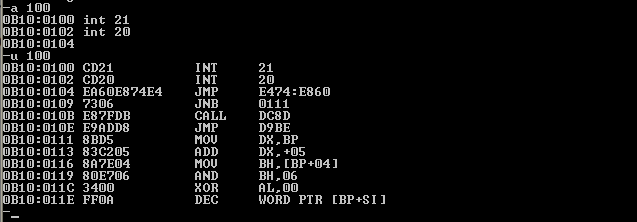 -a 100
0B10:0100 int 21
0B10:0102 int 20
0B10:0104
-u 100
0B10:0100 CD21 INT 21
0B10:0102 CD20 INT 20
0B10:0104 EA60E874E4 JMP E474:E860
0B10:0109 7306 JNB 0111
0B10:010B E87FDB CALL DC8D
0B10:010E E9ADD8 JMP D9BE
0B10:0111 8BD5 MOV DX,BP
0B10:0113 83C205 ADD DX,+05
0B10:0116 8A7E04 MOV BH,[BP+04]
0B10:0119 80E706 AND BH,06
0B10:011C 3400 XOR AL,00
0B10:011E FF0A DEC WORD PTR [BP+SI]
-